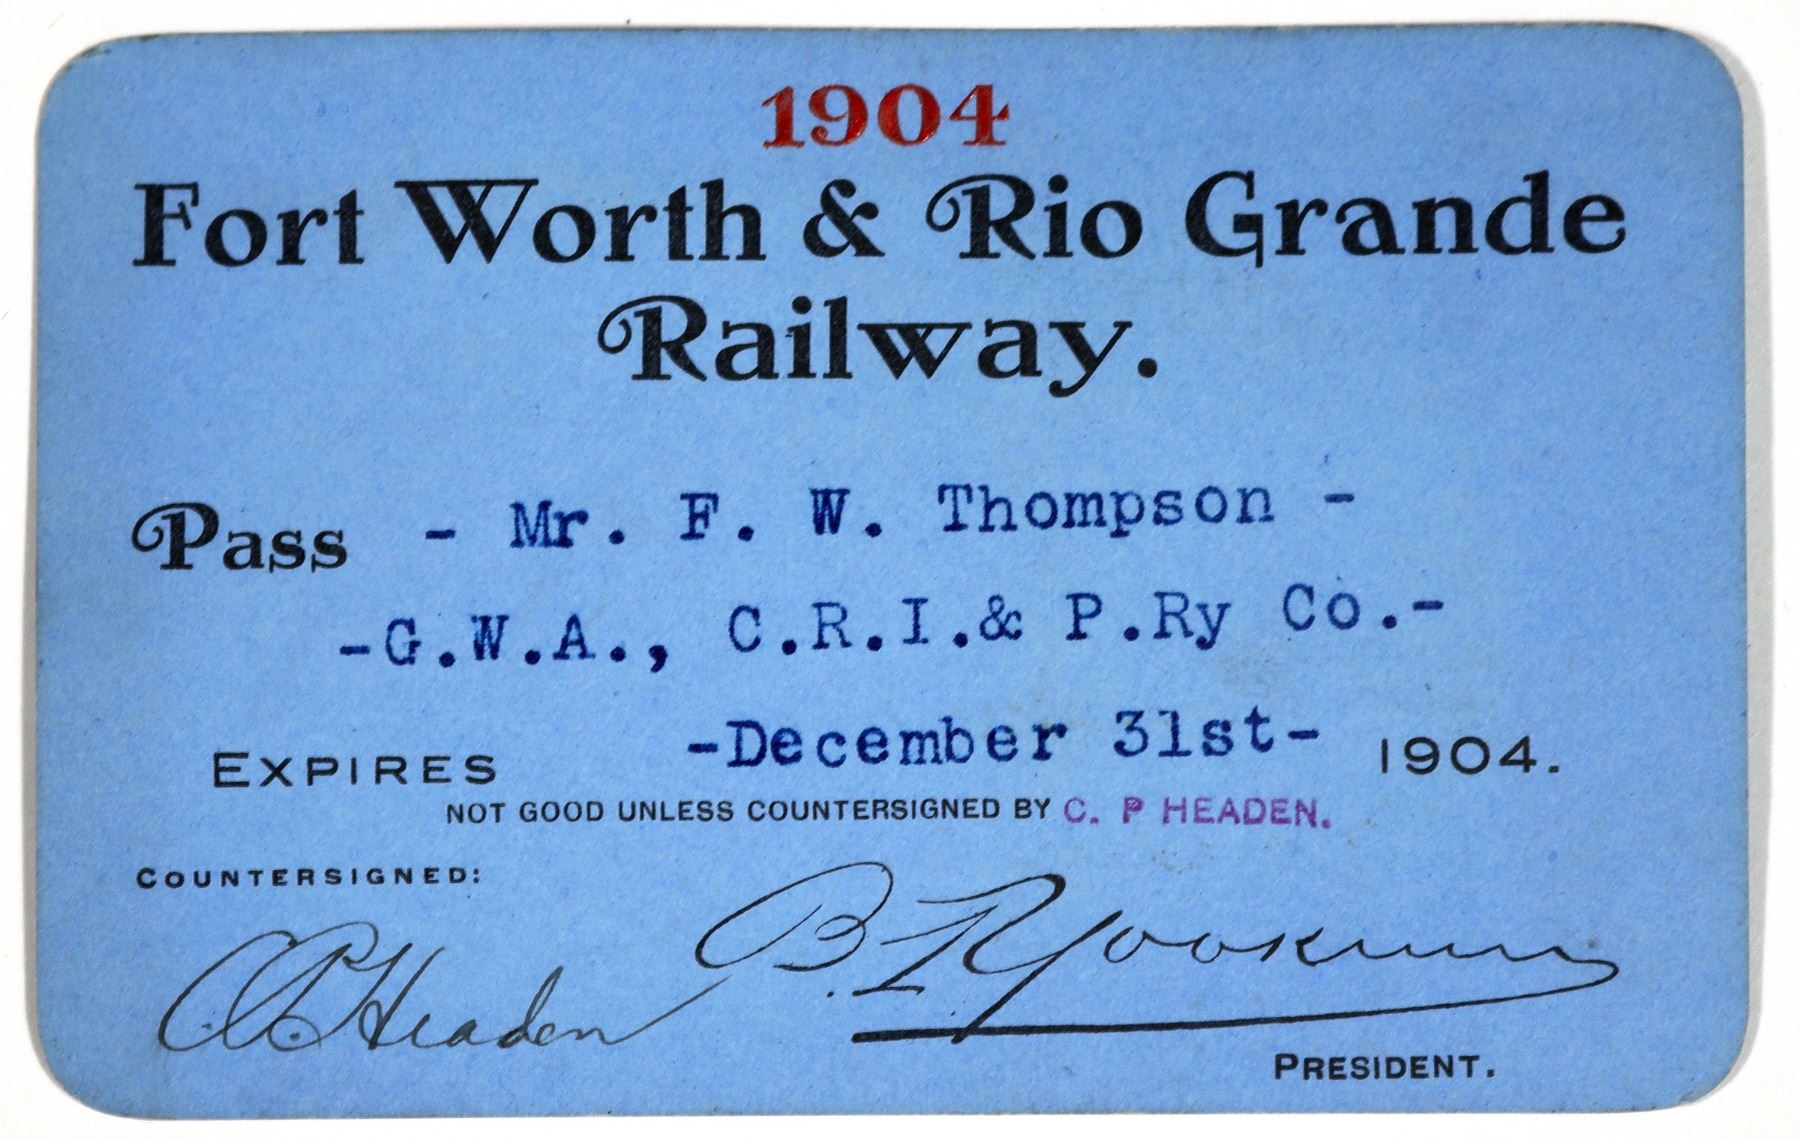 1904
Fort Worth & Rio Grande
Railway.
Pass - Mr. F. W. Thompson -
-G.W.A., C.R.I.& P.Ry Co.-
EXPIRES -December 31st- 1904.
NOT GOOD UNLESS COUNTERSIGNED BY C. P HEADEN.
COUNTERSIGNED:
C.P. Headen B. F. Yoakum
PRESIDENT.